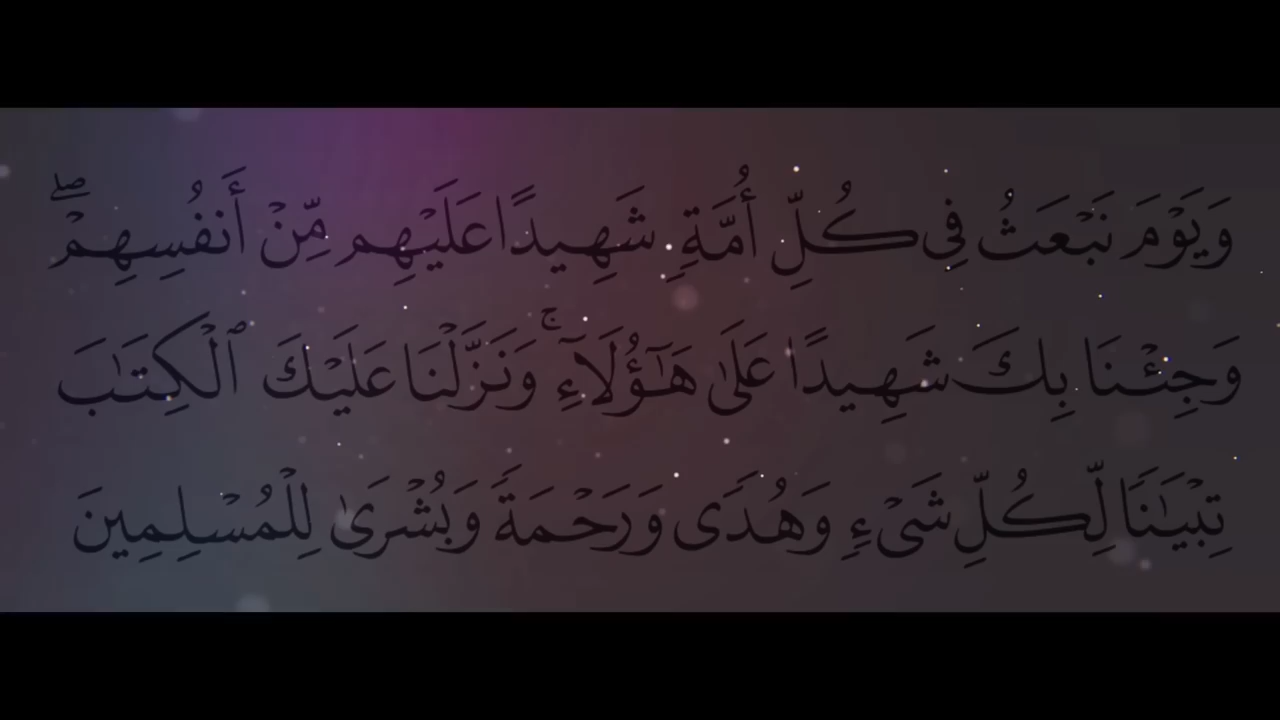 وَيَوْمَ نَبْعَثُ فِى كُلِّ أُمَّةٍ شَهِيدًا عَلَيْهِم مِّنْ أَنفُسِهِمْ ۖ
وَجِئْنَا بِكَ شَهِيدًا عَلَىٰ هَٰٓؤُلَآءِ ۚ وَنَزَّلْنَا عَلَيْكَ ٱلْكِتَٰبَ
تِبْيَٰنًا لِّكُلِّ شَىْءٍ وَهُدًى وَرَحْمَةً وَبُشْرَىٰ لِلْمُسْلِمِينَ